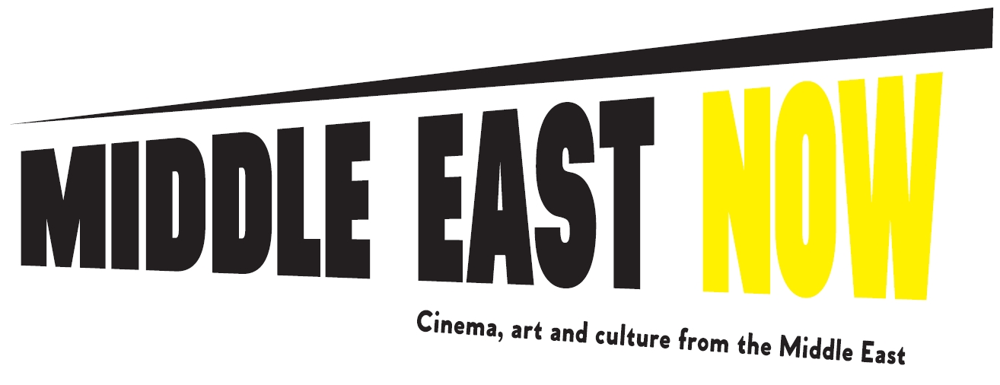 MIDDLE EAST NOW
Cinema, art and culture from the Middle East